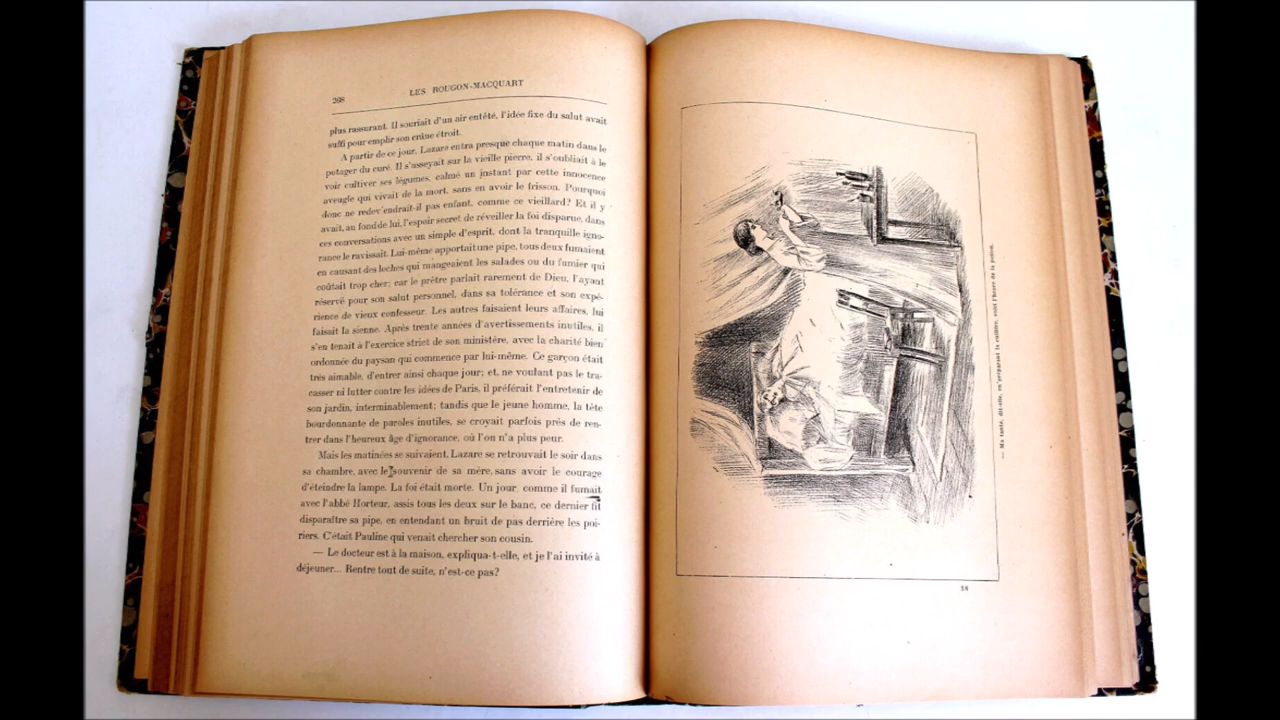 268
LES ROUGON-MACQUART
plus rassurant. Il souriait d'un air entêté, l'idée fixe du salut avait
suffi pour emplir son crâne étroit.
A partir de ce jour, Lazare entra presque chaque matin dans le
potager du curé. Il s'asseyait sur la vieille pierre, il s'oubliait à le
voir cultiver ses légumes, calmé un instant par cette innocence
aveugle qui vivait de la mort, sans en avoir le frisson. Pourquoi
donc ne redeviendrait-il pas enfant, comme ce vieillard? Et il y
avait, au fond de lui, l'espoir secret de réveiller la foi disparue, dans
ces conversations avec un simple d'esprit, dont la tranquille igno-
rance le ravissait. Lui-même apportait une pipe, tous deux fumaient
en causant des loches qui mangeaient les salades ou du fumier qui
coûtait trop cher; car le prêtre parlait rarement de Dieu, l'ayant
réservé pour son salut personnel, dans sa tolérance et son expé-
rience de vieux confesseur. Les autres faisaient leurs affaires, lui
faisait la sienne. Après trente années d'avertissements inutiles, il
s'en tenait à l'exercice strict de son ministère, avec la charité bien
ordonnée du paysan qui commence par lui-même. Ce garçon était
très aimable, d'entrer ainsi chaque jour; et, ne voulant pas le tra-
casser ni lutter contre les idées de Paris, il préférait l'entretenir de
son jardin, interminablement; tandis que le jeune homme, la tête
bourdonnante de paroles inutiles, se croyait parfois près de ren-
trer dans l'heureux âge d'ignorance, où l'on n'a plus peur.
Mais les matinées se suivaient, Lazare se retrouvait le soir dans
sa chambre, avec le souvenir de sa mère, sans avoir le courage
d'éteindre la lampe. La foi était morte. Un jour comme il fumait
avec l'abbé Horteur, assis tous les deux sur le banc, ce dernier fit
disparaître sa pipe, en entendant un bruit de pas derrière les poi-
riers. C'était Pauline qui venait chercher son cousin.
— Le docteur est à la maison, expliqua-t-elle, et je l'ai invité à
déjeuner... Rentre tout de suite, n'est-ce pas?
— Ma tante, dit-elle, en préparant la cuillère, voici l'heure de la potion.